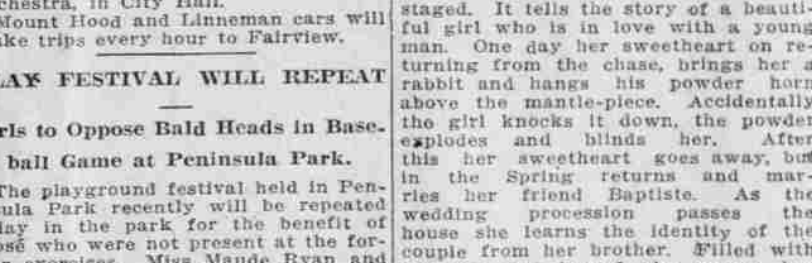 chestra, in City Hall.
Mount Hood and Linneman cars will
ake trips every hour to Fairview.
LAY FESTIVAL WILL REPEAT
rls to Oppose Bald Heads in Base-
ball Game at Peninsula Park.
The playground festival held in Pen-
sula Park recently will be repeated
day in the park for the benefit of
ose who were not present at the for-
Miss Maude Ryan and
staged. It tells the story of a beauti-
ful girl who is in love with a young
man. One day her sweetheart on re-
turning from the chase, brings her a
rabbit and hangs his powder horn
above the mantle-piece. Accidentally
the girl knocks it down, the powder
explodes and blinds her. After
this her sweetheart goes away, but
in the Spring returns and mar-
ries her friend Baptiste. As the
wedding procession passes the
house she learns the identity of the
couple from her brother. Filled with